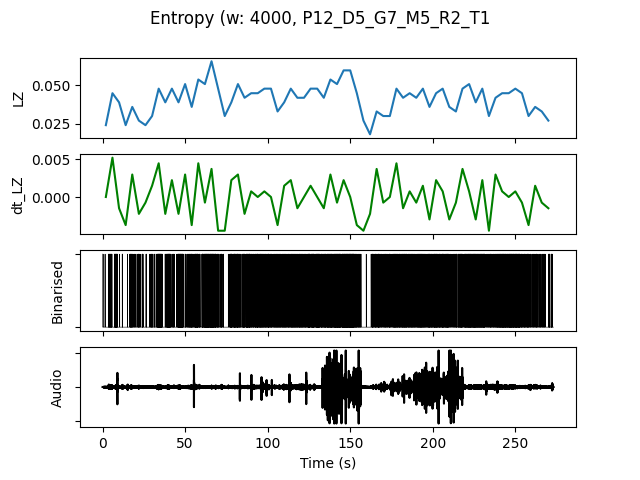 Entropy (w: 4000, P12_D5_G7_M5_R2_T1
LZ
0.050
0.025
dt_LZ
0.005
0.000
Binarised
Audio
0 50 100 150 200 250
Time (s)